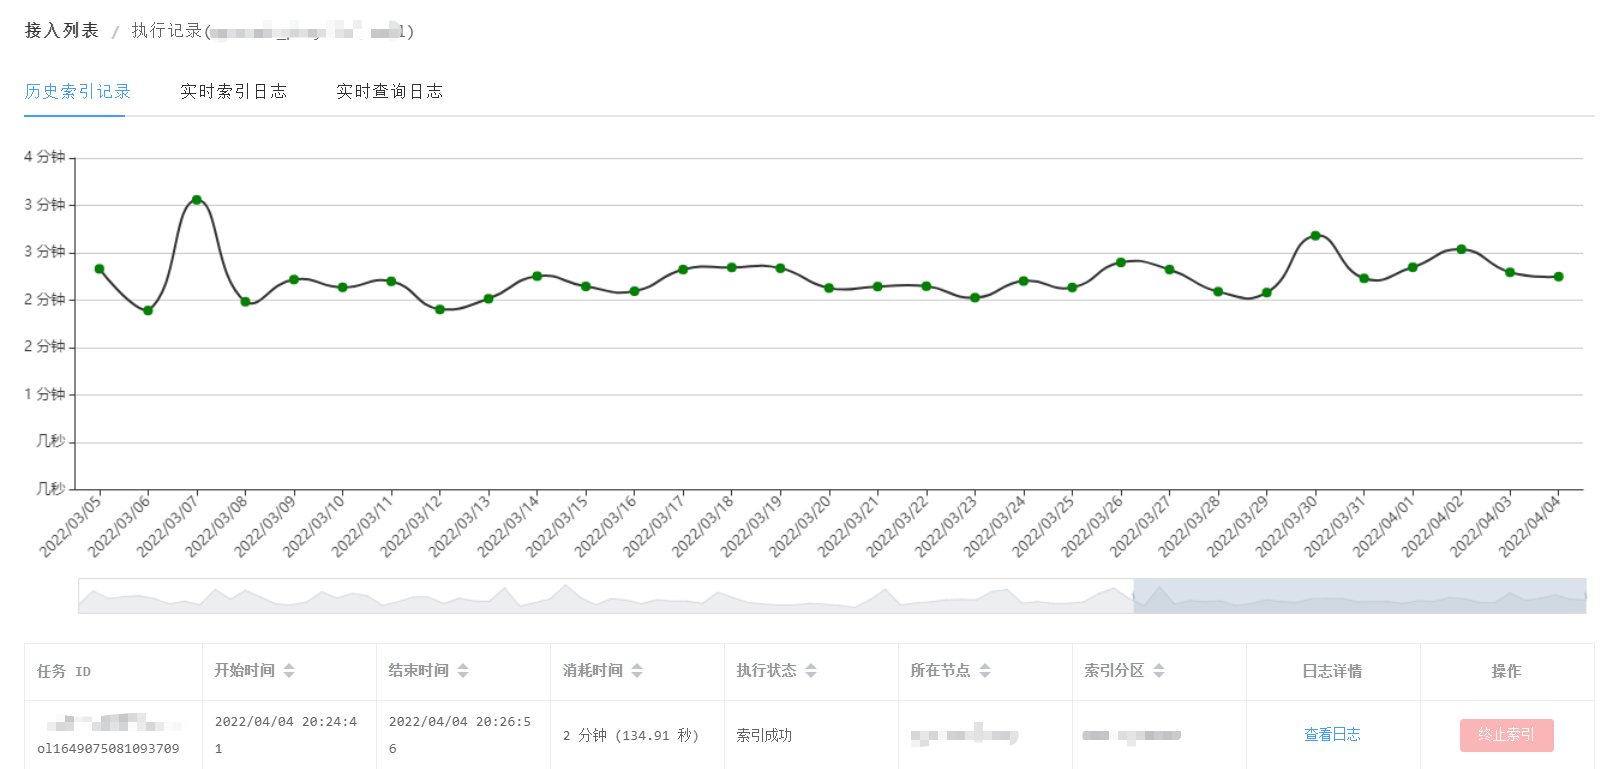 接入列表 / 执行记录(
历史索引记录 实时索引日志 实时查询日志
4 分钟
3 分钟
3 分钟
2 分钟
2 分钟
1 分钟
几秒
几秒
2022/03/05 2022/03/06 2022/03/07 2022/03/08 2022/03/09 2022/03/10 2022/03/11 2022/03/12 2022/03/13 2022/03/14 2022/03/15 2022/03/16 2022/03/17 2022/03/18 2022/03/19 2022/03/20 2022/03/21 2022/03/22 2022/03/23 2022/03/24 2022/03/25 2022/03/26 2022/03/27 2022/03/28 2022/03/29 2022/03/30 2022/03/31 2022/04/01 2022/04/02 2022/04/03 2022/04/04
任务 ID 开始时间 结束时间 消耗时间 执行状态 所在节点 索引分区 日志详情 操作
2022/04/04 20:24:4 2022/04/04 20:26:5
2 分钟 (134.91 秒) 索引成功 查看日志 终止索引
ol1649075081093709 1 6